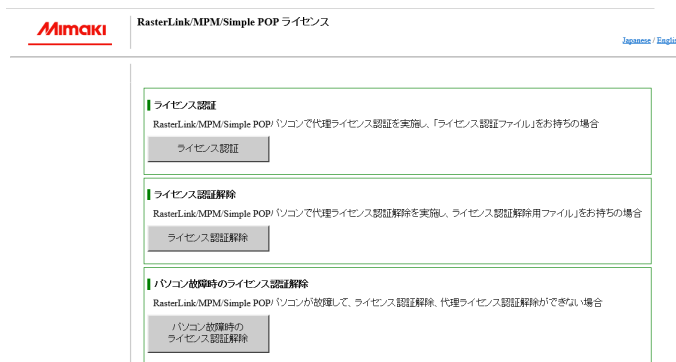 Mimaki
RasterLink/MPM/Simple POP ライセンス
Japanese / Englis
ライセンス認証
RasterLink/MPM/Simple POPパソコンで代理ライセンス認証を実施し、「ライセンス認証ファイル」をお持ちの場合
ライセンス認証
ライセンス認証解除
RasterLink/MPM/Simple POPパソコンで代理ライセンス認証解除を実施し、ライセンス認証解除用ファイル」をお持ちの場合
ライセンス認証解除
パソコン故障時のライセンス認証解除
RasterLink/MPM/Simple POPパソコンが故障して、ライセンス認証解除、代理ライセンス認証解除ができない場合
パソコン故障時の
ライセンス認証解除